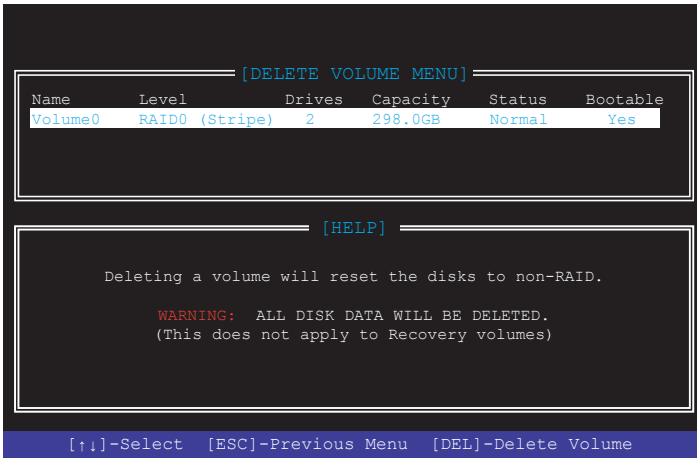 [DELETE VOLUME MENU]
Name Level Drives Capacity Status Bootable
Volume0 RAID0 (Stripe) 2 298.0GB Normal Yes
[HELP]
Deleting a volume will reset the disks to non-RAID.
WARNING: ALL DISK DATA WILL BE DELETED.
(This does not apply to Recovery volumes)
[↑↓]-Select [ESC]-Previous Menu [DEL]-Delete Volume